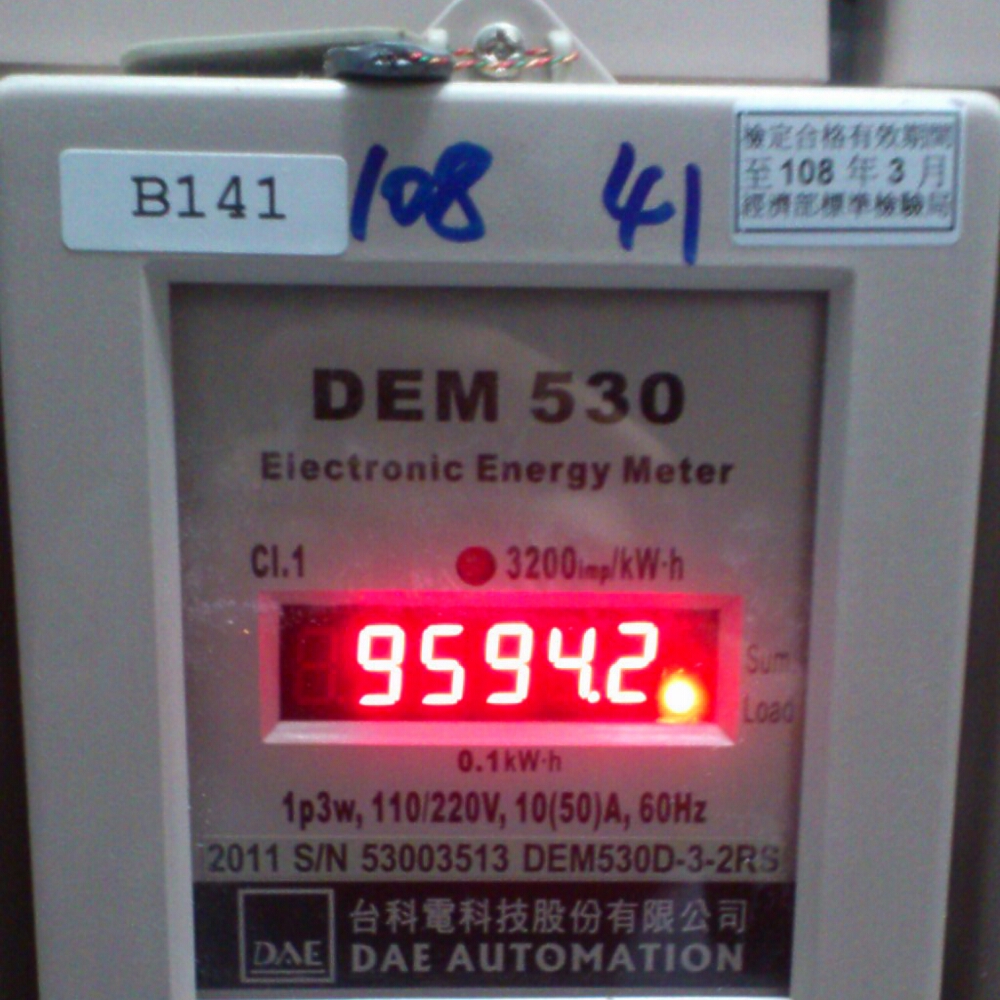 B141
108 41
檢定合格有效期間
至 108 年 3 月
經濟部標準檢驗局
DEM 530
Electronic Energy Meter
Cl.1
3200imp/kW·h
9594.2
Sum
Load
0.1kW·h
1p3w, 110/220V, 10(50)A, 60Hz
2011 S/N 53003513 DEM530D-3-2RS
DAE
台科電科技股份有限公司
DAE AUTOMATION